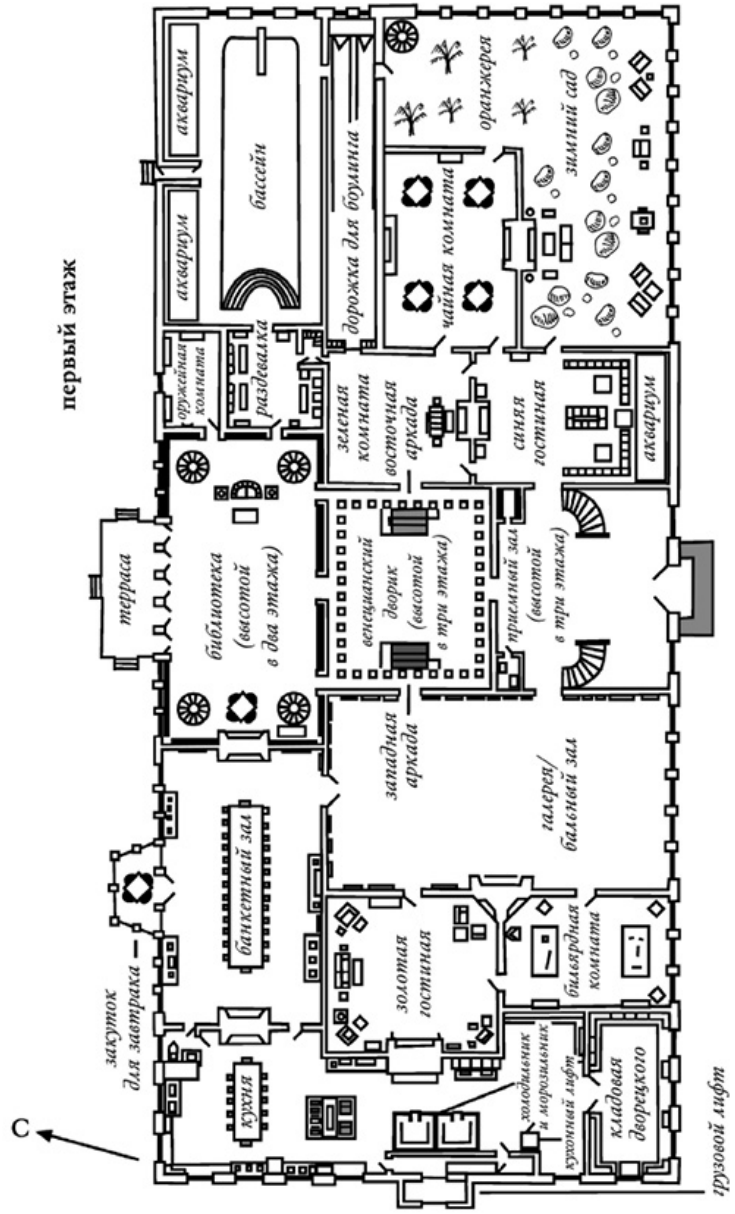 первый этаж
аквариум
аквариум
бассейн
дорожка для боулинга
оранжерея
зимний сад
чайная комната
оружейная
комната
раздевалка
зеленая
комната
восточная
аркада
синяя
гостиная
аквариум
терраса
библиотека
(высотой
в два этажа)
венецианский
дворик
(высотой
в три этажа)
приемный зал
(высотой
в три этажа)
западная
аркада
галерея/
бальный зал
банкетный зал
закуток
для завтрака
золотая
гостиная
бильярдная
комната
кухня
холодильник
и морозильник
кухонный лифт
кладовая
дворецкого
грузовой лифт
С